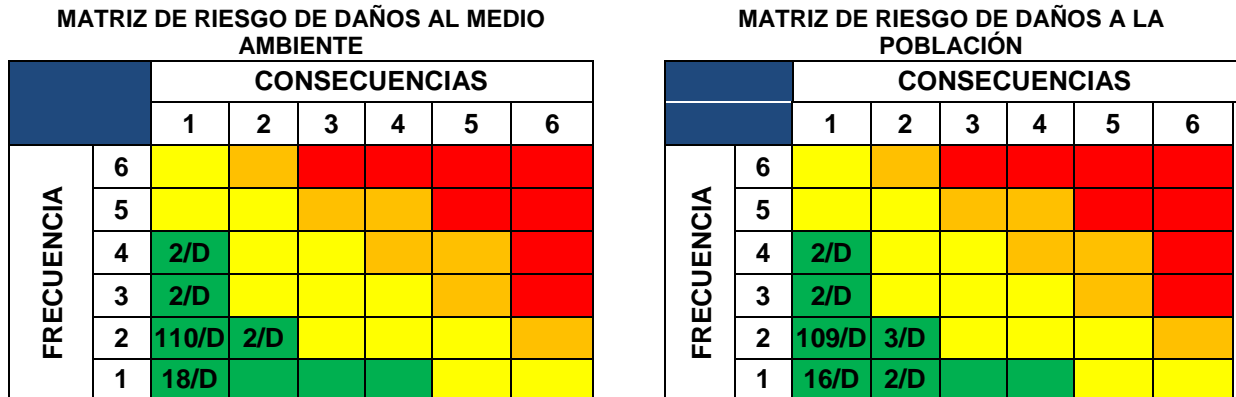 MATRIZ DE RIESGO DE DAÑOS AL MEDIO
AMBIENTE
CONSECUENCIAS
1 2 3 4 5 6
FRECUENCIA
6
5
4 2/D
3 2/D
2 110/D 2/D
1 18/D
MATRIZ DE RIESGO DE DAÑOS A LA
POBLACIÓN
CONSECUENCIAS
1 2 3 4 5 6
FRECUENCIA
6
5
4 2/D
3 2/D
2 109/D 3/D
1 16/D 2/D